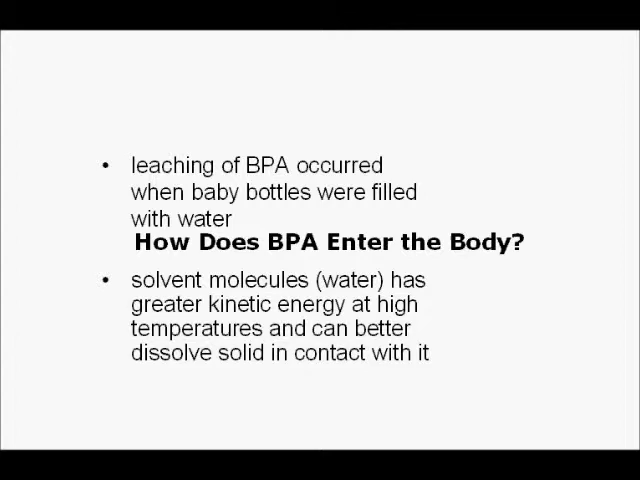 • leaching of BPA occurred
when baby bottles were filled
with water
How Does BPA Enter the Body?
• solvent molecules (water) has
greater kinetic energy at high
temperatures and can better
dissolve solid in contact with it